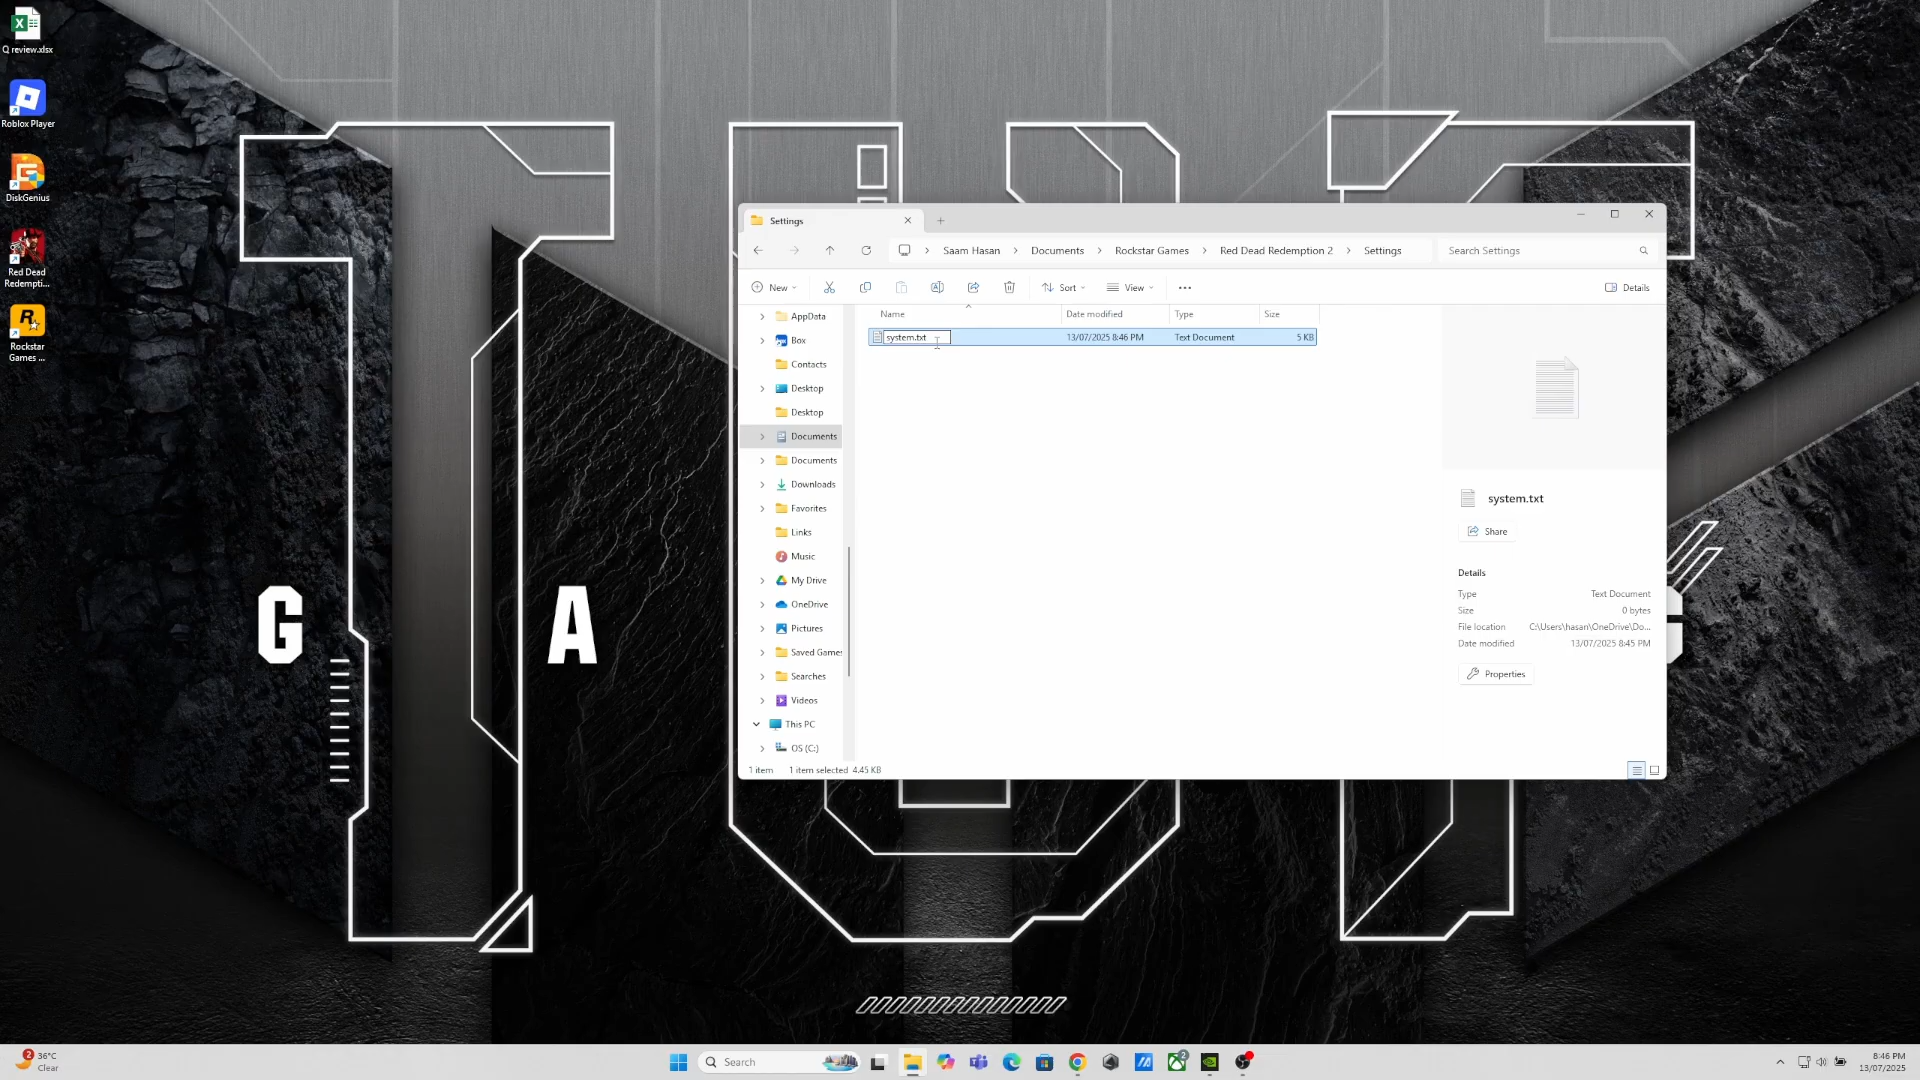 Q review.xlsx
Roblox Player
DiskGenius
Red Dead
Redempti...
Rockstar
Games ...
G
A
Settings
Saam Hasan
Documents
Rockstar Games
Red Dead Redemption 2
Settings
Search Settings
New
Sort
View
Details
Name
Date modified
Type
Size
system.txt
13/07/2025 8:46 PM
Text Document
5 KB
AppData
Box
Contacts
Desktop
Desktop
Documents
Documents
Downloads
Favorites
Links
Music
My Drive
OneDrive
Pictures
Saved Games
Searches
Videos
This PC
OS (C:)
system.txt
Share
Details
Type Text Document
Size 0 bytes
File location C:\Users\hasan\OneDrive\Do...
Date modified 13/07/2025 8:45 PM
Properties
1 item
1 item selected 4.45 KB
2
36°C
Clear
Search
2
8:46 PM
13/07/2025